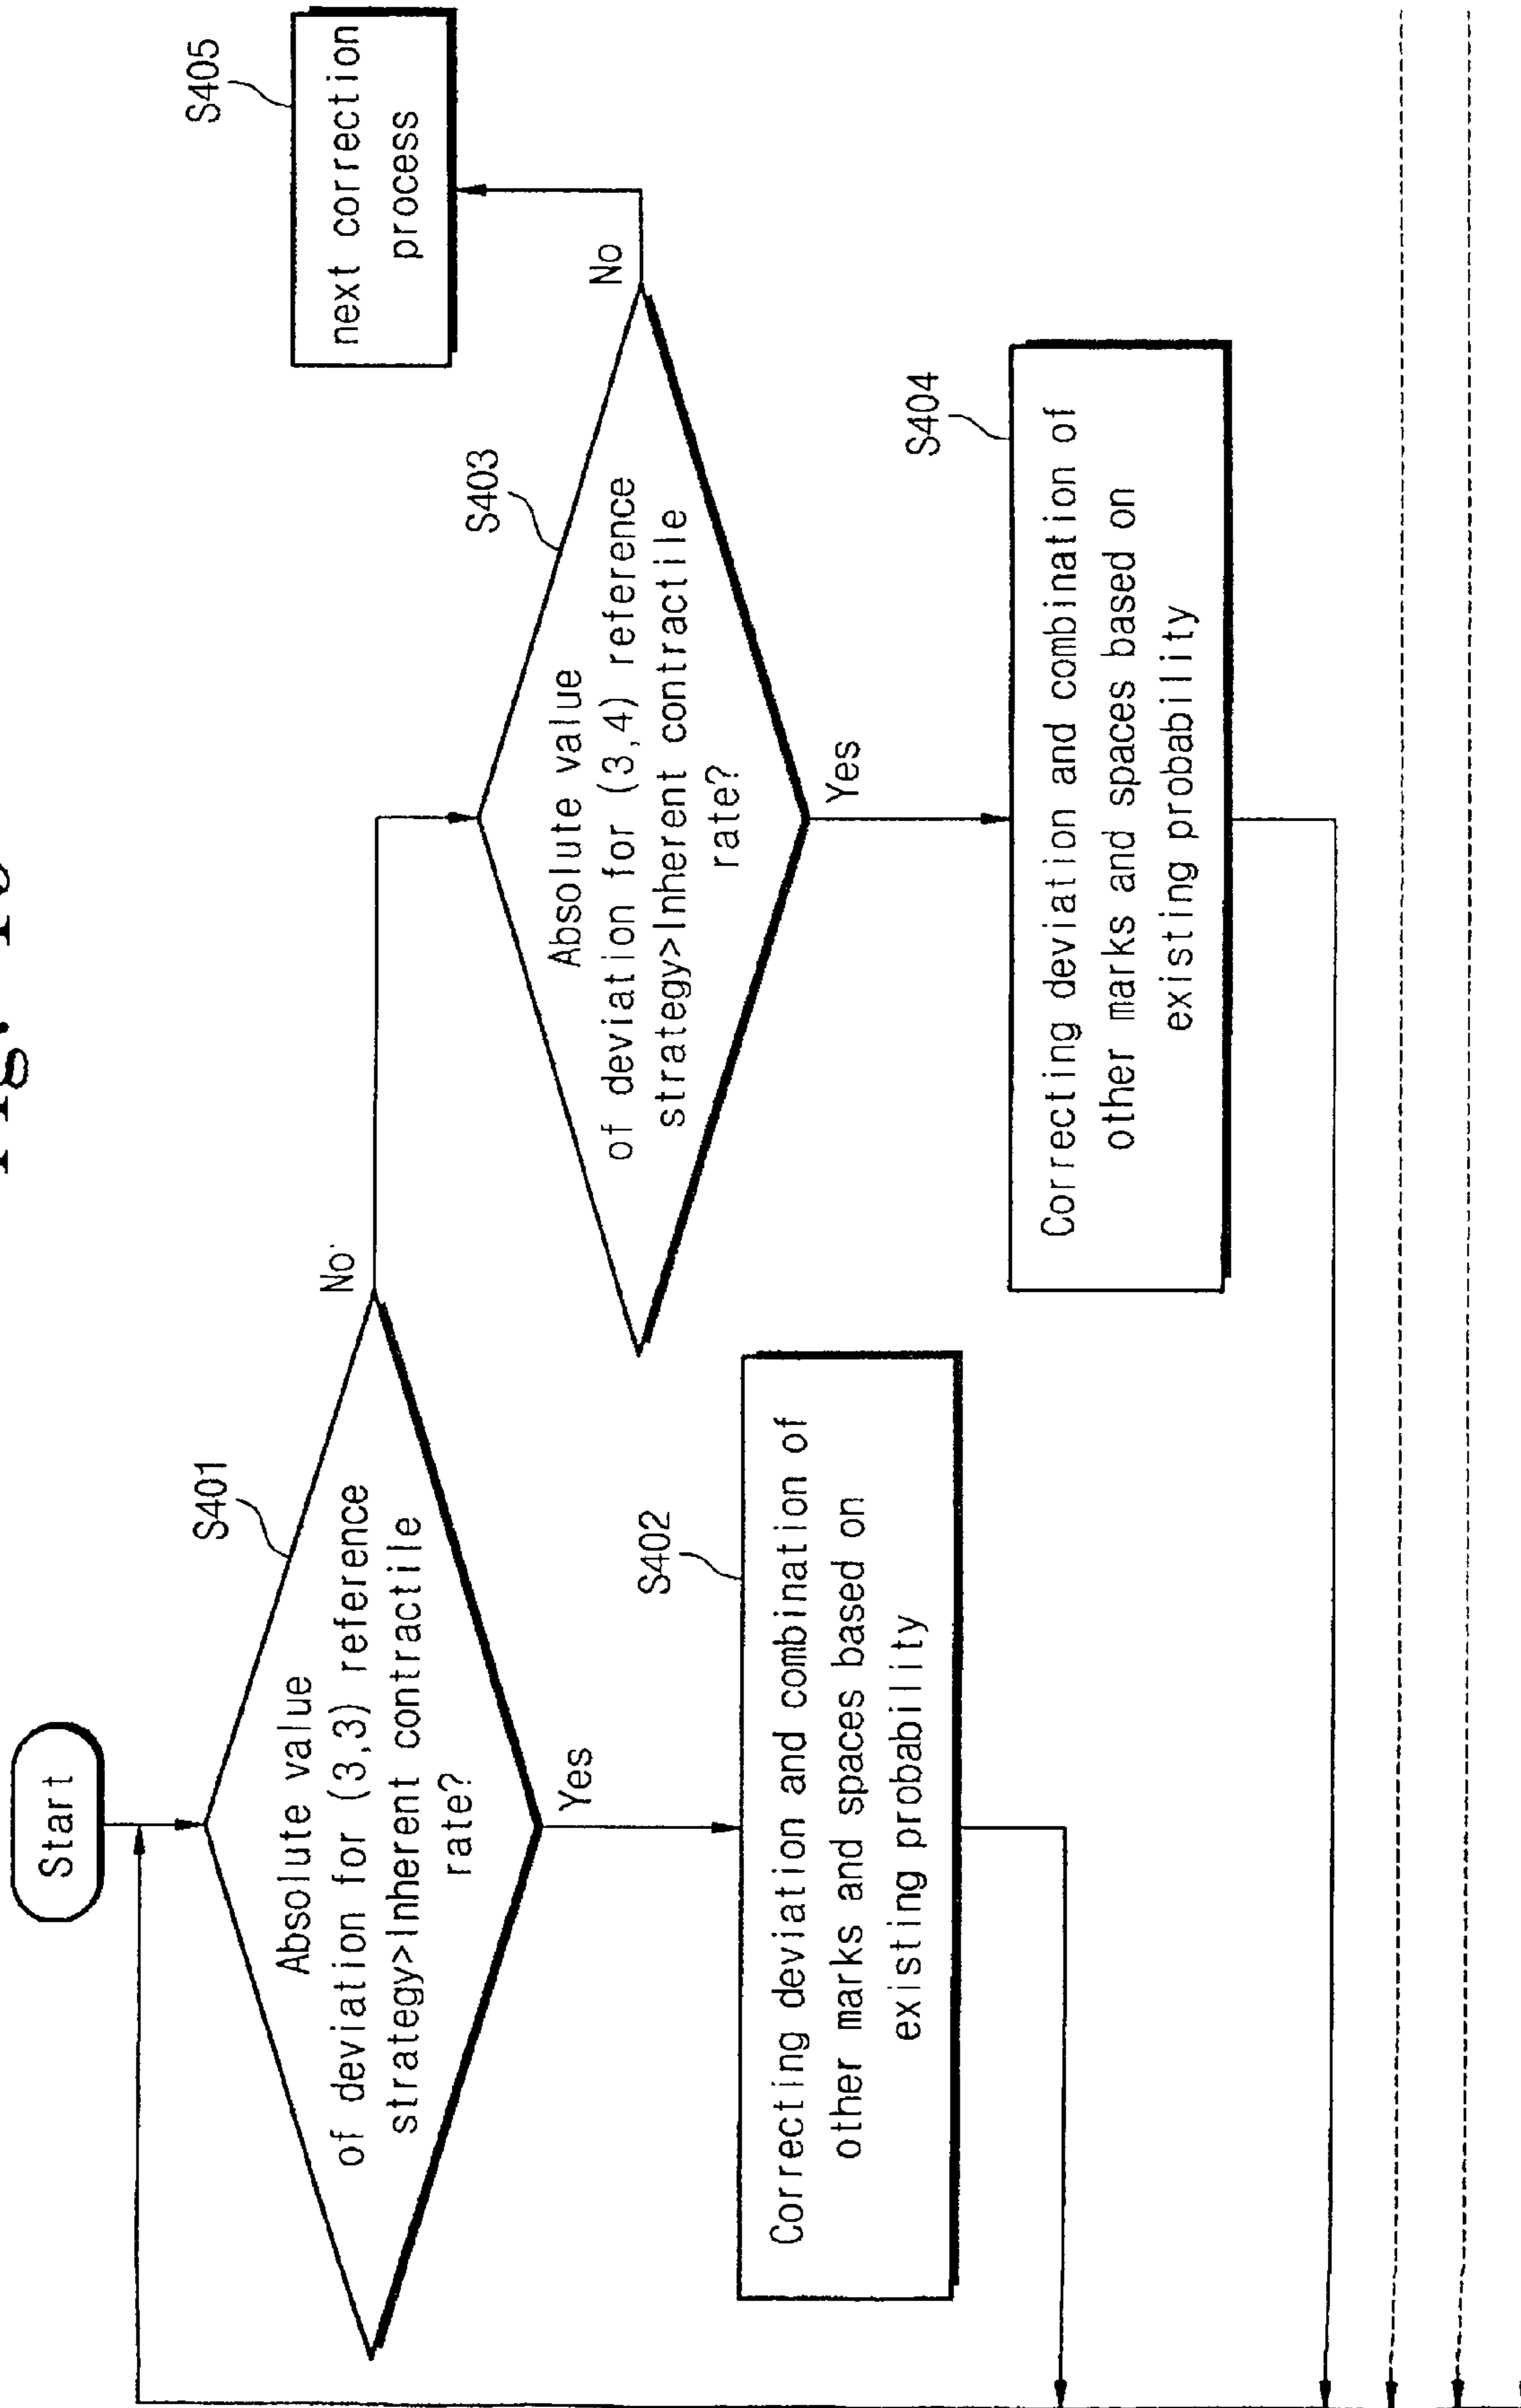 Start
S401
Absolute value
of deviation for (3,3) reference
strategy>Inherent contractile
rate?
No
Yes
S402
Correcting deviation and combination of
other marks and spaces based on
existing probability
S403
Absolute value
of deviation for (3,4) reference
strategy>Inherent contractile
rate?
No
Yes
S404
Correcting deviation and combination of
other marks and spaces based on
existing probability
S405
next correction
process